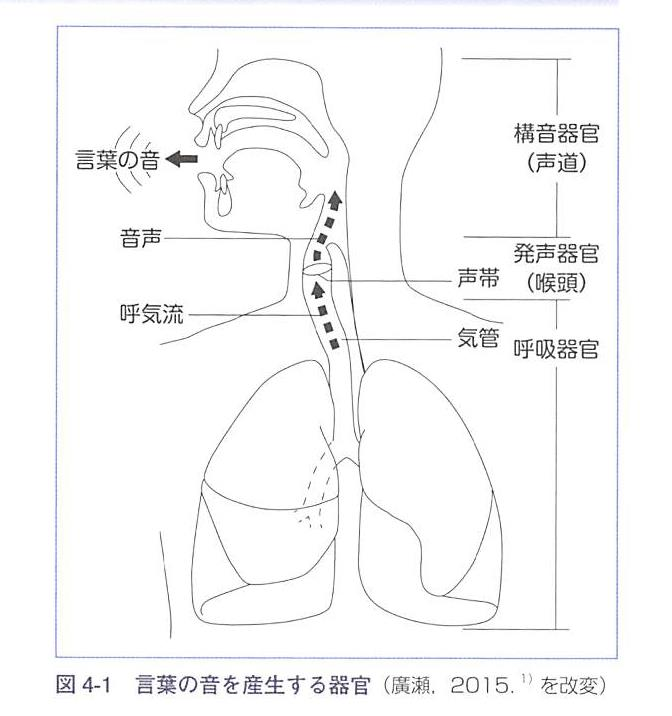 構音器官
（声道）
言葉の音
音声
発声器官
（喉頭）
声帯
呼気流
気管
呼吸器官
図 4-1　言葉の音を産生する器官（廣瀬，2015．1）を改変）